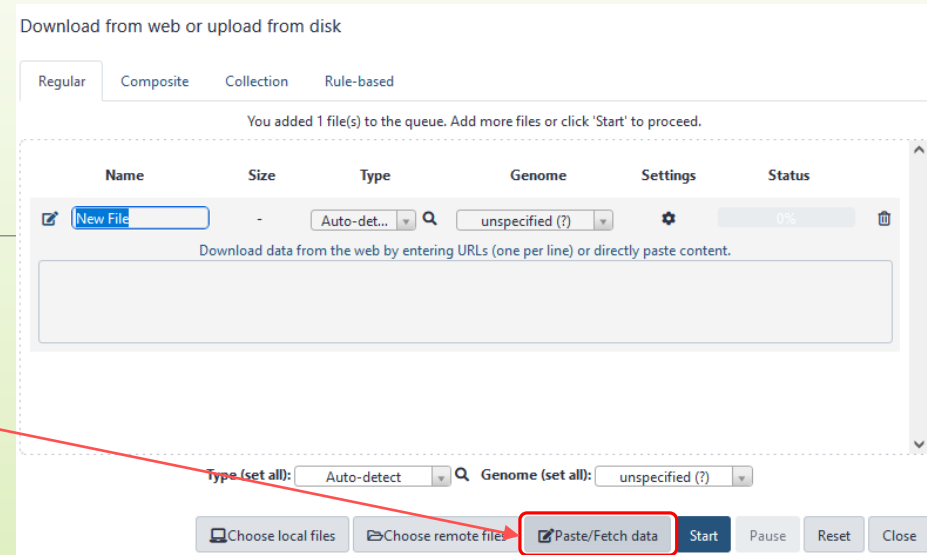 Download from web or upload from disk
Regular Composite Collection Rule-based
You added 1 file(s) to the queue. Add more files or click 'Start' to proceed.
Name Size Type Genome Settings Status
New File - Auto-det... unspecified (?) 0%
Download data from the web by entering URLs (one per line) or directly paste content.
Type (set all): Auto-detect Genome (set all): unspecified (?)
Choose local files Choose remote files Paste/Fetch data Start Pause Reset Close